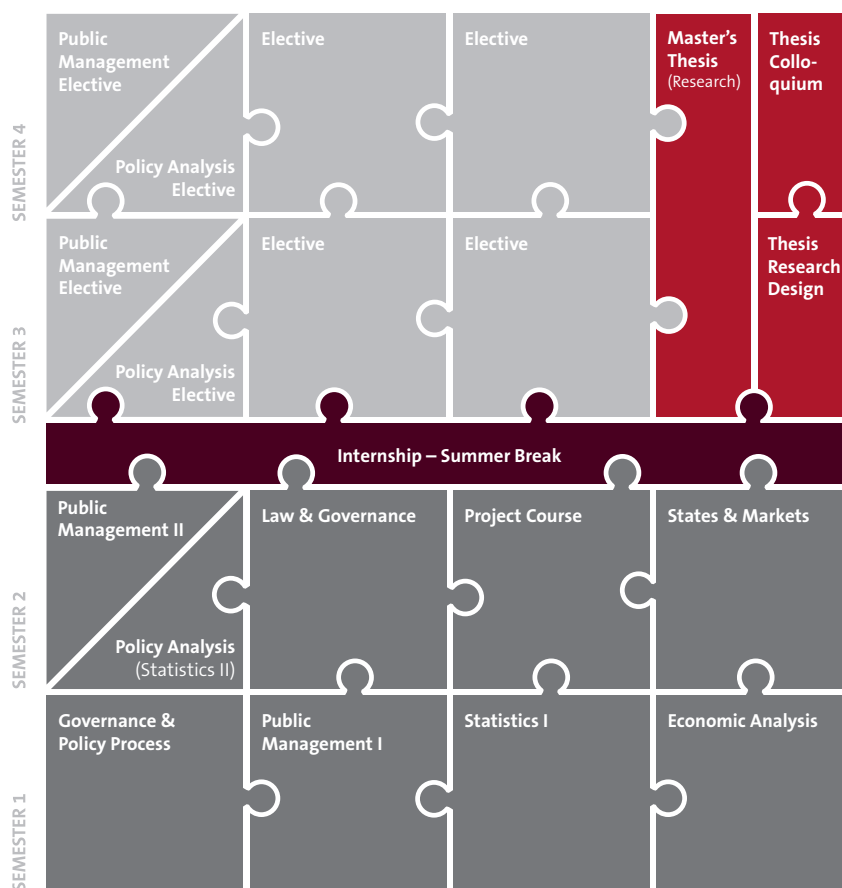 SEMESTER 4
Public
Management
Elective
Policy Analysis
Elective
Elective
Elective
Master’s
Thesis
(Research)
Thesis
Collo-
quium
SEMESTER 3
Public
Management
Elective
Policy Analysis
Elective
Elective
Elective
Thesis
Research
Design
Internship – Summer Break
SEMESTER 2
Public
Management II
Policy Analysis
(Statistics II)
Law & Governance
Project Course
States & Markets
SEMESTER 1
Governance &
Policy Process
Public
Management I
Statistics I
Economic Analysis